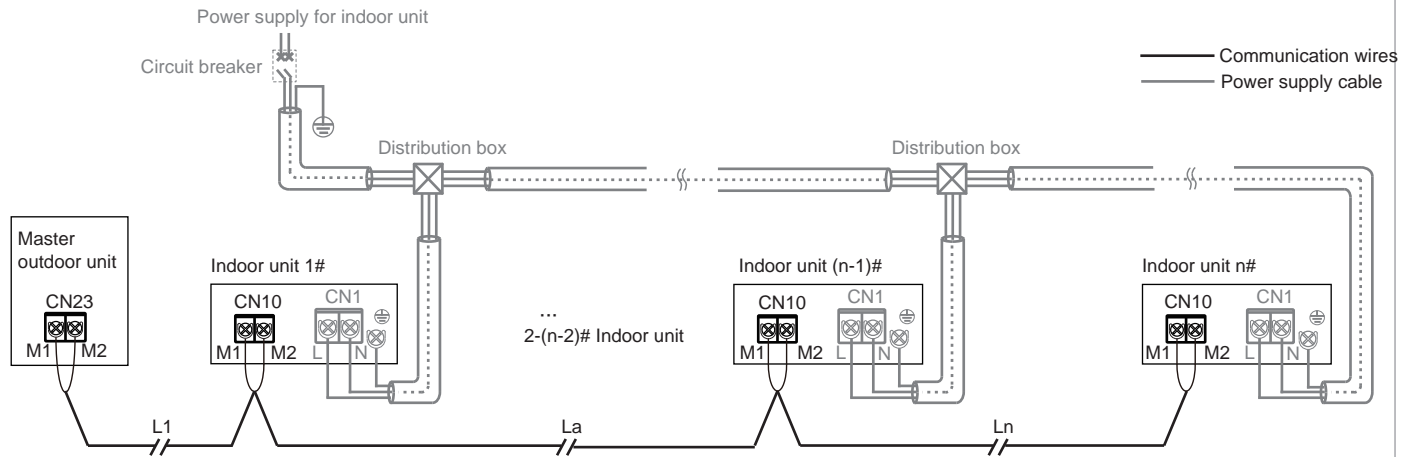 Power supply for indoor unit
Circuit breaker
Communication wires
Power supply cable
Distribution box
Distribution box
Master
outdoor unit
CN23
M1 M2
Indoor unit 1#
CN10 CN1
M1 M2 L N
...
2-(n-2)# Indoor unit
Indoor unit (n-1)#
CN10 CN1
M1 M2 L N
Indoor unit n#
CN10 CN1
M1 M2 L N
L1
La
Ln